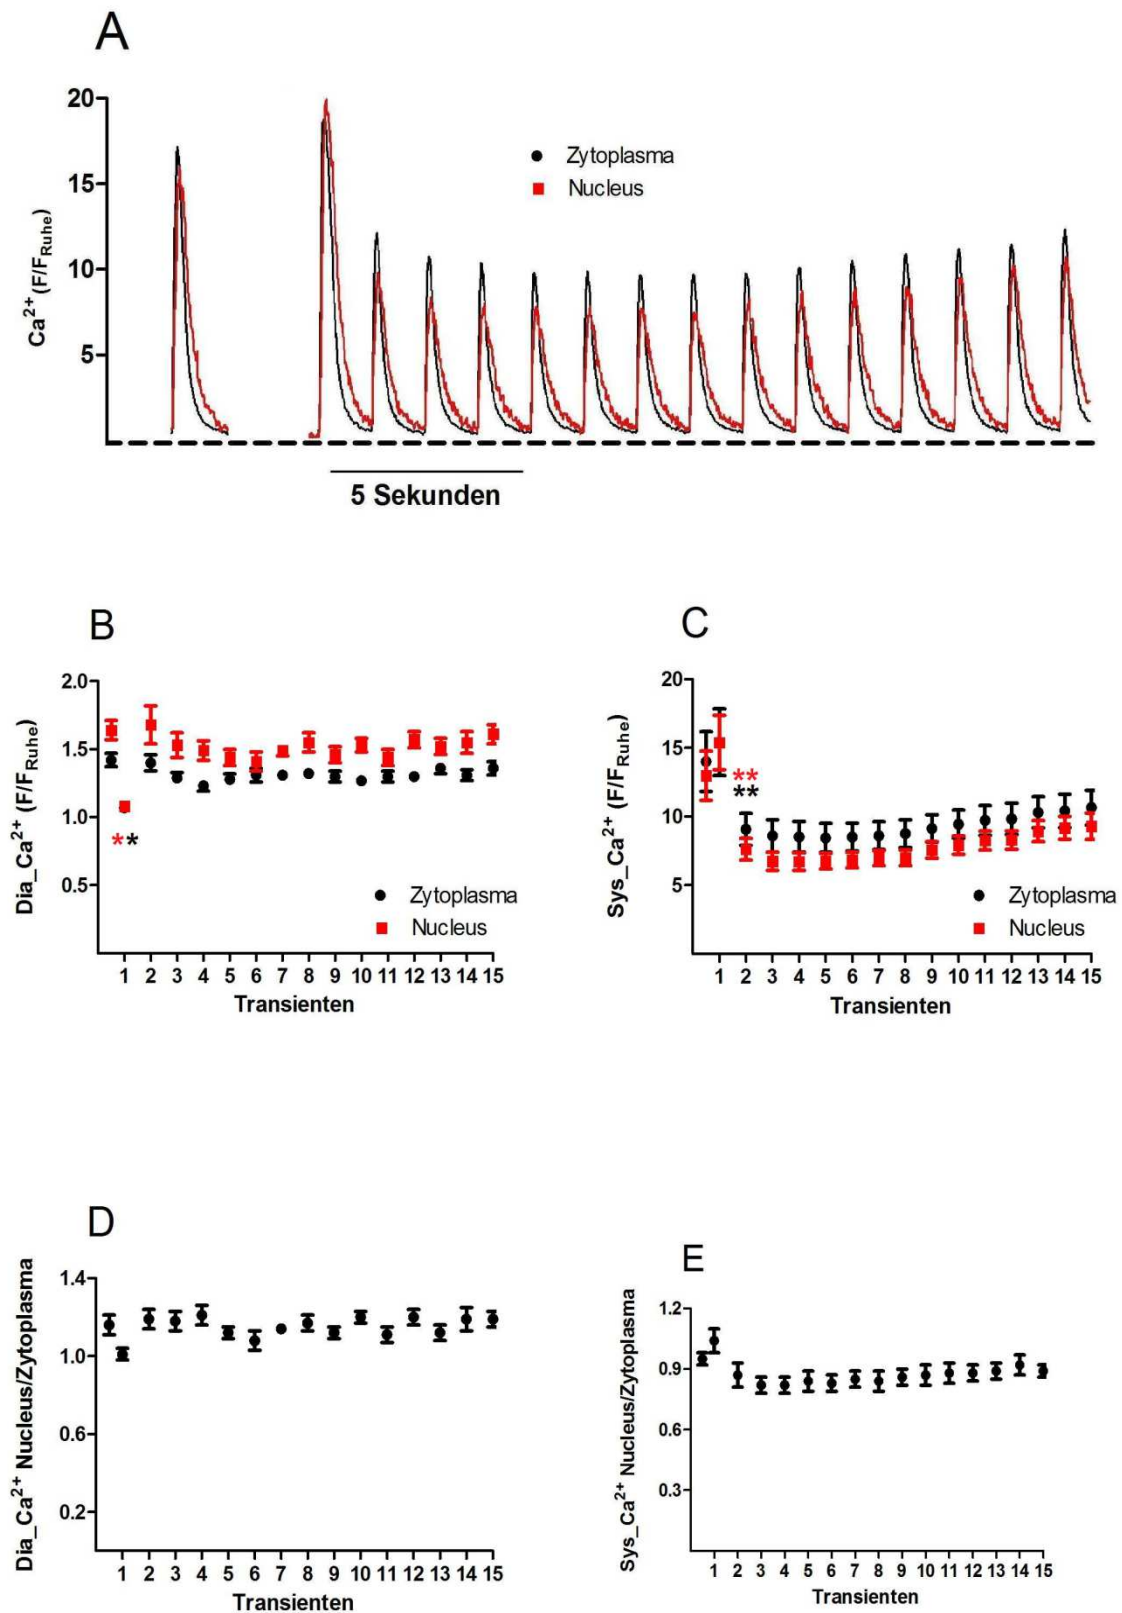 A
Ca²⁺(F/F_Ruhe)
20
15
10
5
Zytoplasma
Nucleus
5 Sekunden
B
Dia_Ca²⁺ (F/F_Ruhe)
2.0
1.5
1.0
0.5
**
Zytoplasma
Nucleus
1 2 3 4 5 6 7 8 9 10 11 12 13 14 15
Transienten
C
Sys_Ca²⁺ (F/F_Ruhe)
20
15
10
5
**
**
Zytoplasma
Nucleus
1 2 3 4 5 6 7 8 9 10 11 12 13 14 15
Transienten
D
Dia_Ca²⁺ Nucleus/Zytoplasma
1.4
1.0
0.6
0.2
1 2 3 4 5 6 7 8 9 10 11 12 13 14 15
Transienten
E
Sys_Ca²⁺ Nucleus/Zytoplasma
1.2
0.9
0.6
0.3
1 2 3 4 5 6 7 8 9 10 11 12 13 14 15
Transienten